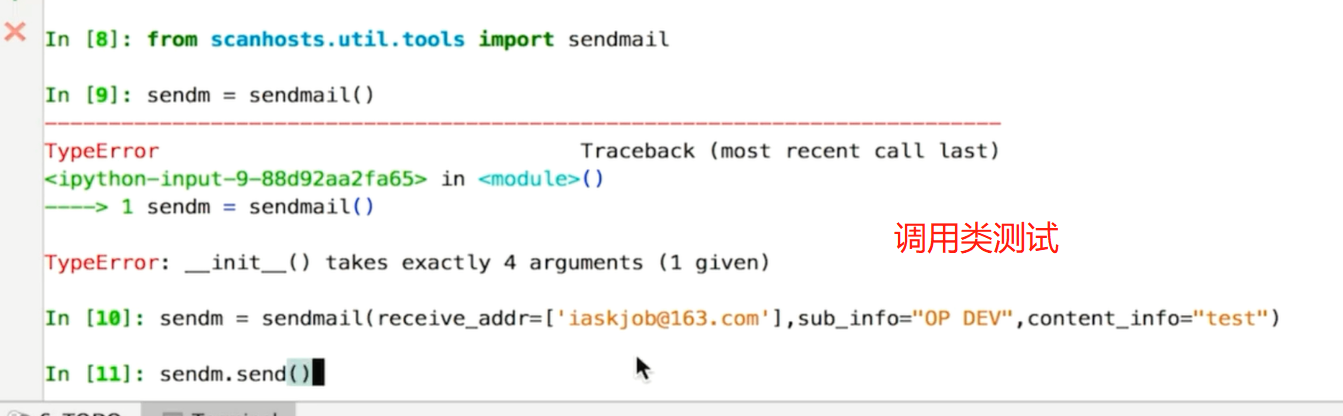 In [8]: from scanhosts.util.tools import sendmail
In [9]: sendm = sendmail()
---------------------------------------------------------------------------
TypeError Traceback (most recent call last)
<ipython-input-9-88d92aa2fa65> in <module>()
----> 1 sendm = sendmail()
调用类测试
TypeError: __init__() takes exactly 4 arguments (1 given)
In [10]: sendm = sendmail(receive_addr=['iaskjob@163.com'],sub_info="OP DEV",content_info="test")
In [11]: sendm.send()